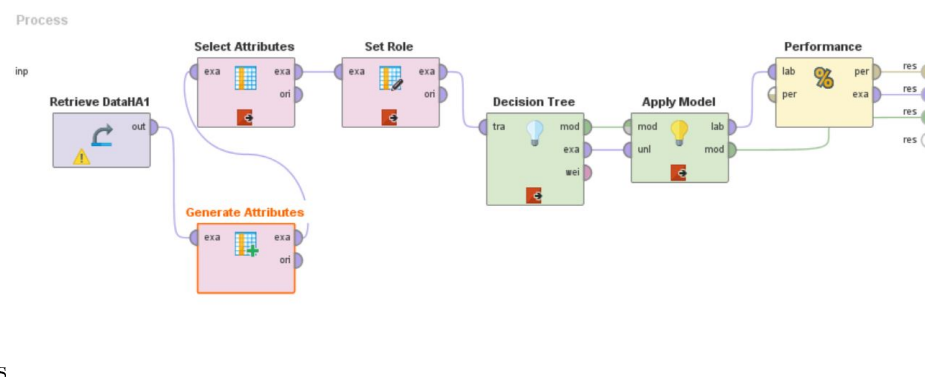 Process
Select Attributes
Set Role
Performance
inp
exa exa
ori
exa exa
ori
lab per
per exa
res
res
res
res
Retrieve DataHA1
out
Decision Tree
tra mod
exa
wei
Apply Model
mod lab
unl mod
Generate Attributes
exa exa
ori